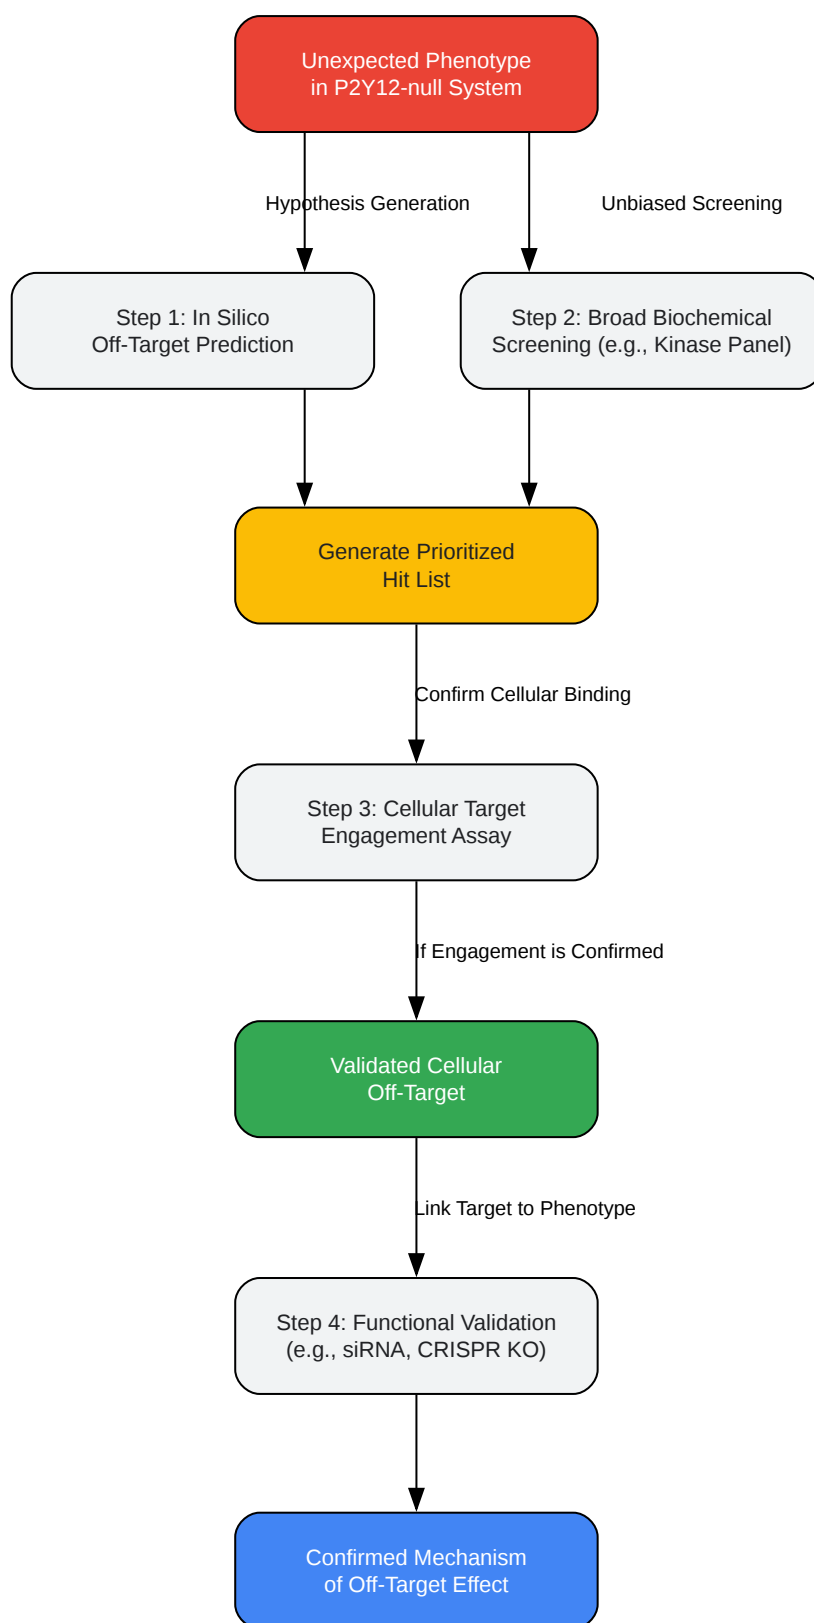 Unexpected Phenotype
in P2Y12-null System
Hypothesis Generation
Unbiased Screening
Step 1: In Silico
Off-Target Prediction
Step 2: Broad Biochemical
Screening (e.g., Kinase Panel)
Generate Prioritized
Hit List
Confirm Cellular Binding
Step 3: Cellular Target
Engagement Assay
If Engagement is Confirmed
Validated Cellular
Off-Target
Link Target to Phenotype
Step 4: Functional Validation
(e.g., siRNA, CRISPR KO)
Confirmed Mechanism
of Off-Target Effect